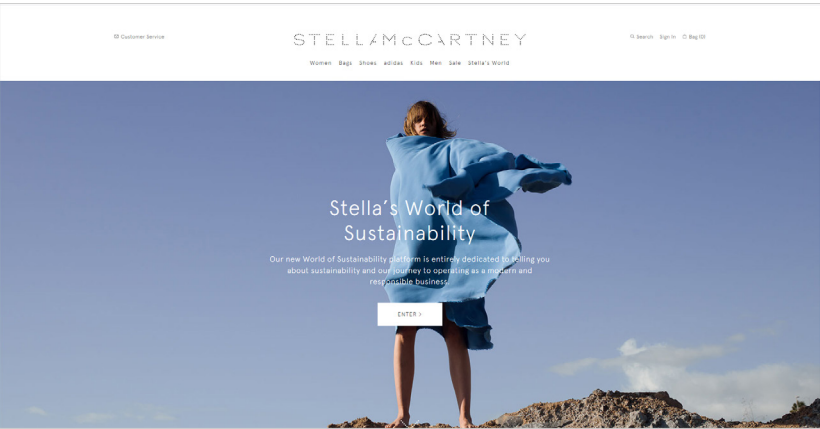 Customer Service
STELLA McCARTNEY
Search Sign In Bag (0)
Women Bags Shoes adidas Kids Men Sale Stella's World
Stella's World of
Sustainability
Our new World of Sustainability platform is entirely dedicated to telling you
about sustainability and our journey to operating as a modern and
responsible business.
ENTER >